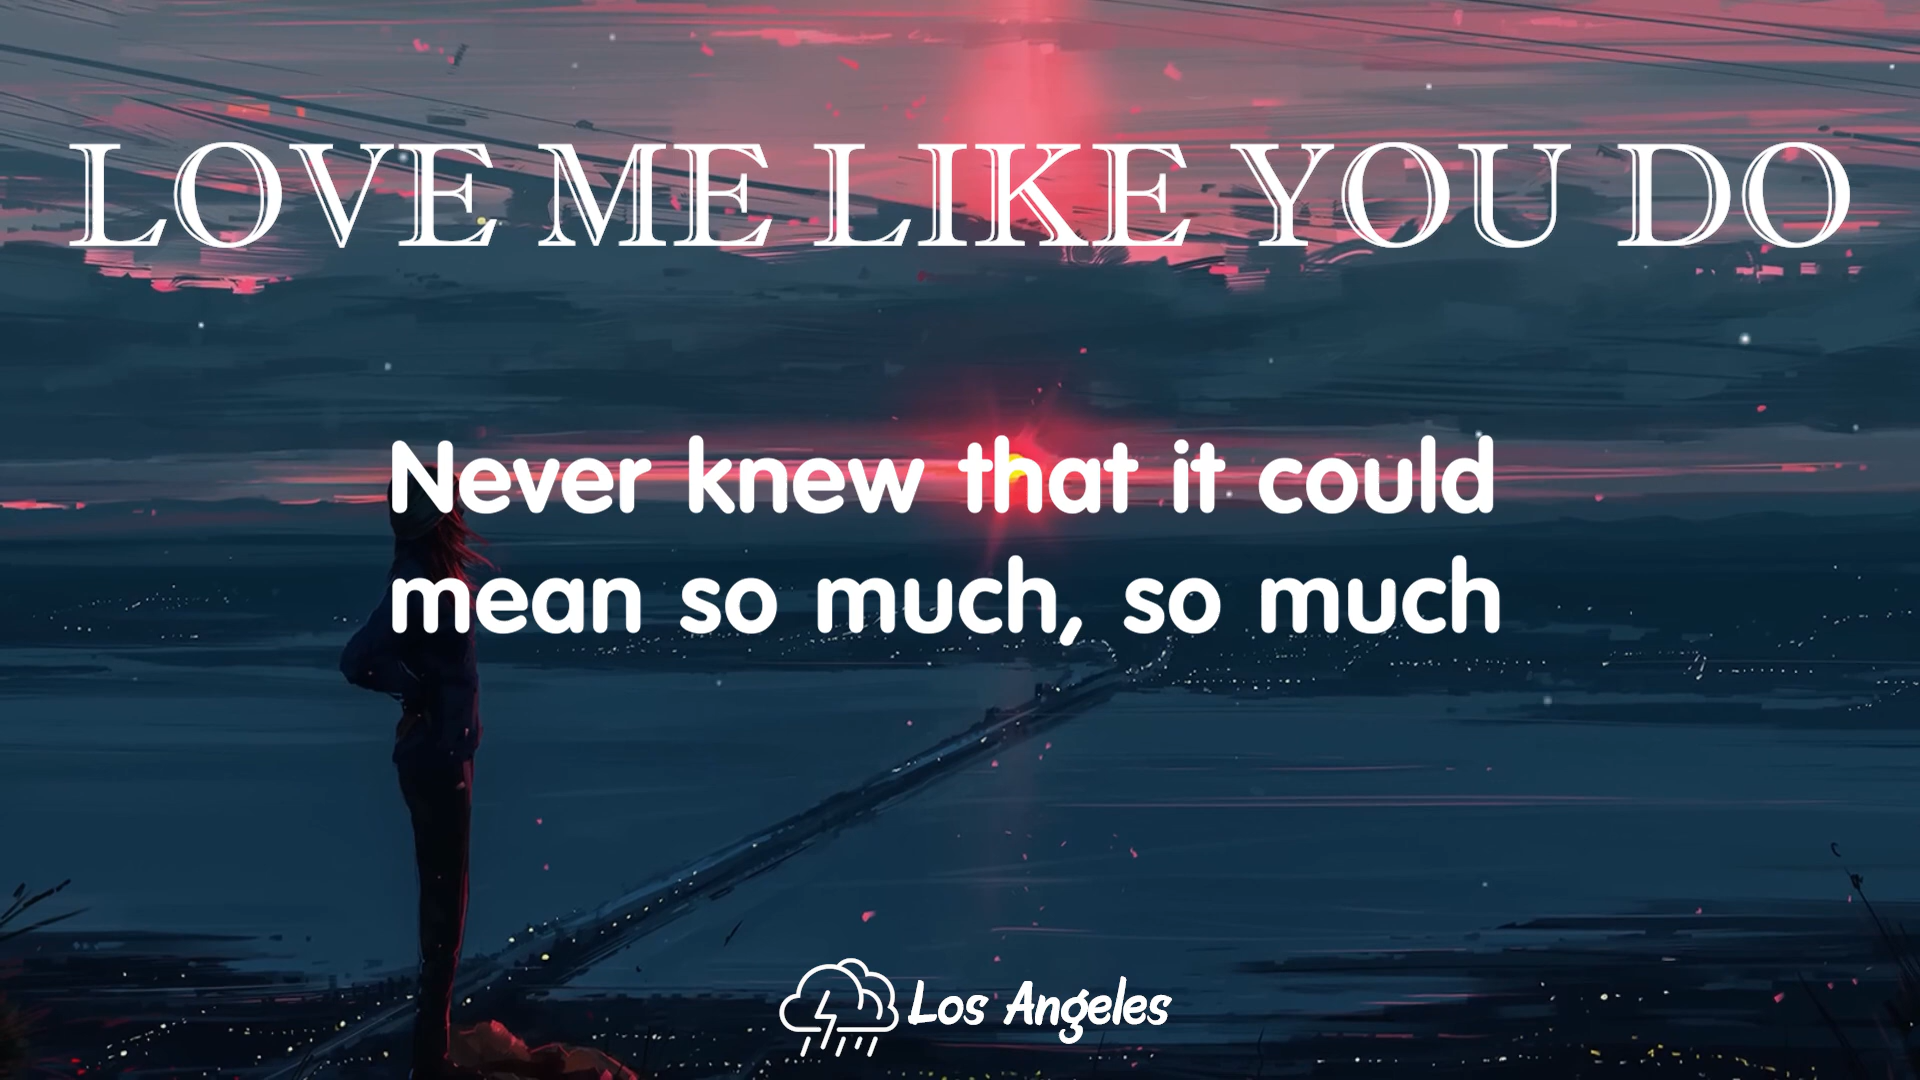 LOVE ME LIKE YOU DO
Never knew that it could
mean so much, so much
Los Angeles